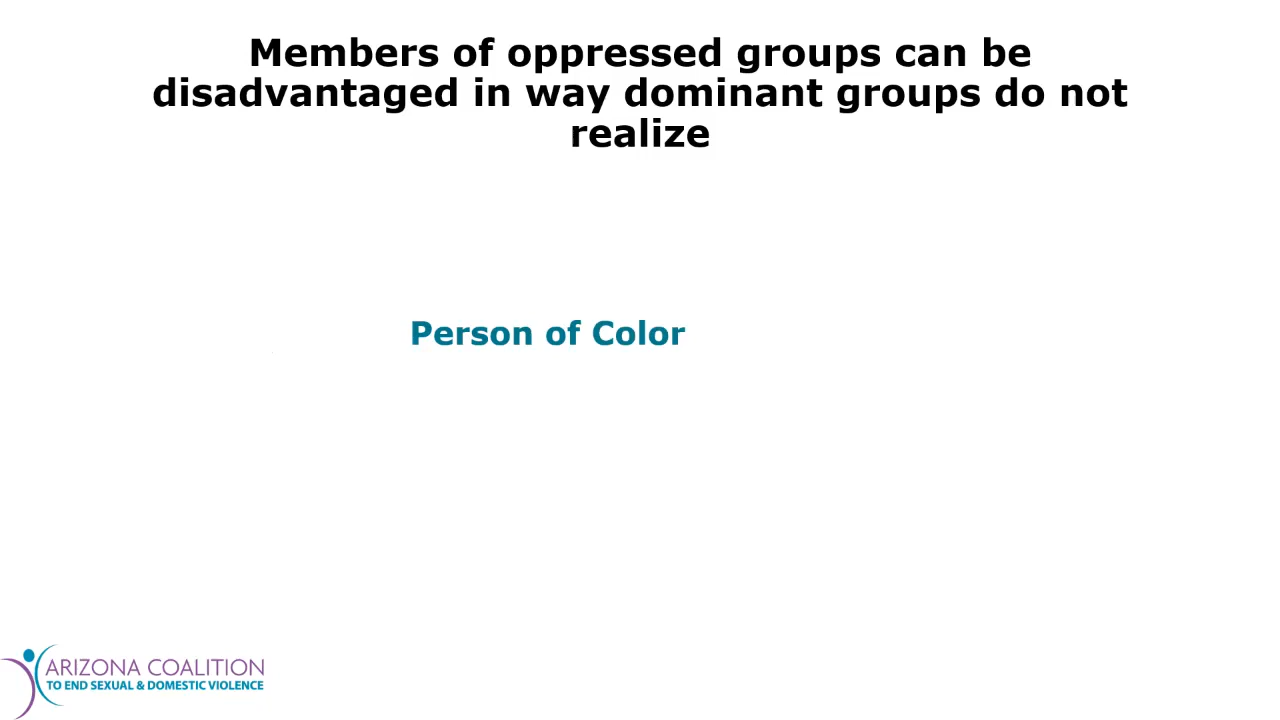 Members of oppressed groups can be
disadvantaged in way dominant groups do not
realize
Person of Color
ARIZONA COALITION
TO END SEXUAL & DOMESTIC VIOLENCE